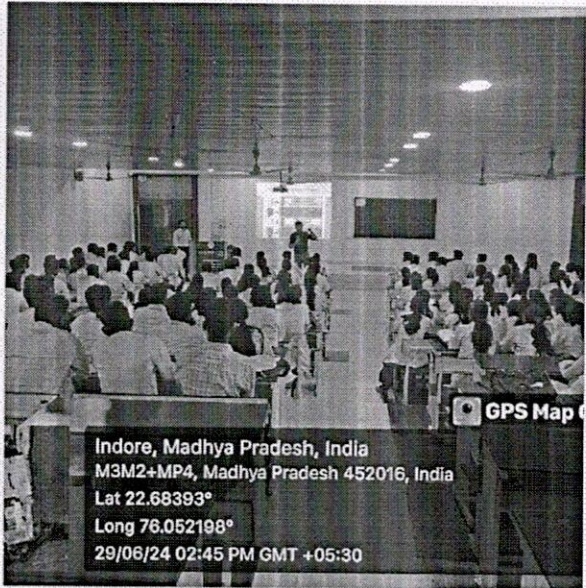 GPS Map
Indore, Madhya Pradesh, India
M3M2+MP4, Madhya Pradesh 452016, India
Lat 22.68393°
Long 76.052198°
29/06/24 02:45 PM GMT +05:30